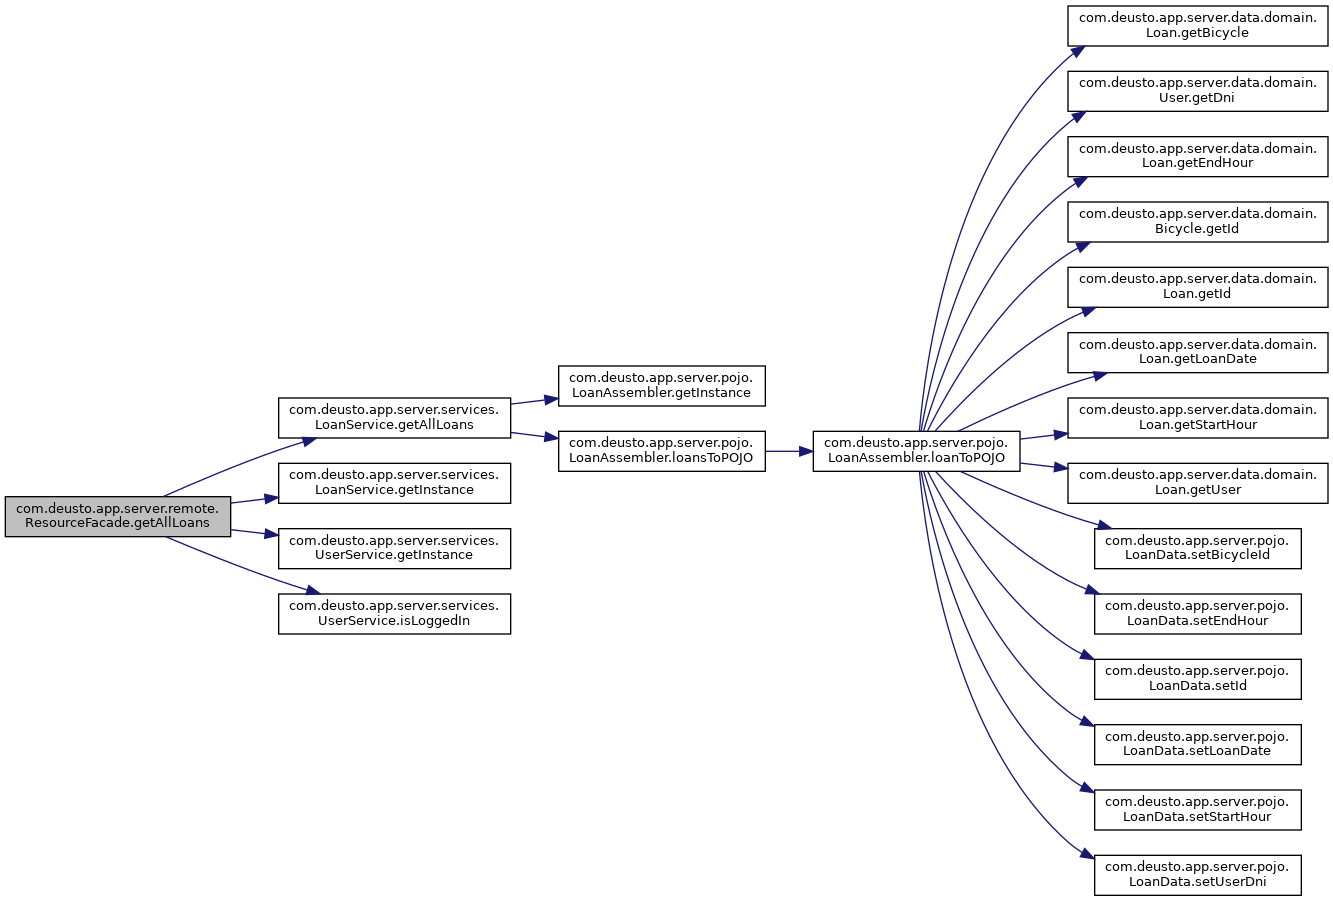 com.deusto.app.server.remote.
ResourceFacade.getAllLoans
com.deusto.app.server.services.
LoanService.getAllLoans
com.deusto.app.server.services.
LoanService.getInstance
com.deusto.app.server.services.
UserService.getInstance
com.deusto.app.server.services.
UserService.isLoggedIn
com.deusto.app.server.pojo.
LoanAssembler.getInstance
com.deusto.app.server.pojo.
LoanAssembler.loansToPOJO
com.deusto.app.server.pojo.
LoanAssembler.loanToPOJO
com.deusto.app.server.data.domain.
Loan.getBicycle
com.deusto.app.server.data.domain.
User.getDni
com.deusto.app.server.data.domain.
Loan.getEndHour
com.deusto.app.server.data.domain.
Bicycle.getId
com.deusto.app.server.data.domain.
Loan.getId
com.deusto.app.server.data.domain.
Loan.getLoanDate
com.deusto.app.server.data.domain.
Loan.getStartHour
com.deusto.app.server.data.domain.
Loan.getUser
com.deusto.app.server.pojo.
LoanData.setBicycleId
com.deusto.app.server.pojo.
LoanData.setEndHour
com.deusto.app.server.pojo.
LoanData.setId
com.deusto.app.server.pojo.
LoanData.setLoanDate
com.deusto.app.server.pojo.
LoanData.setStartHour
com.deusto.app.server.pojo.
LoanData.setUserDni